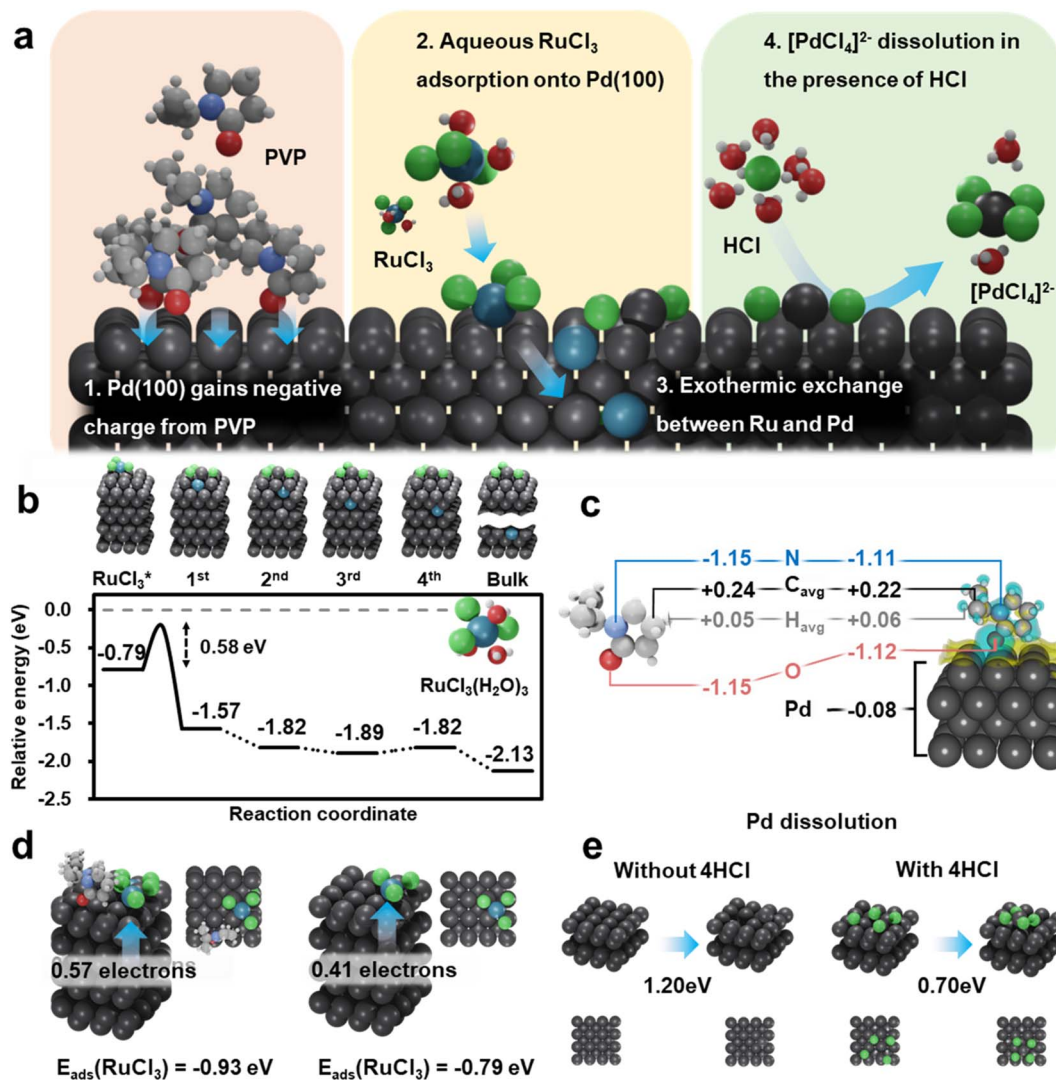 a
PVP
1. Pd(100) gains negative
charge from PVP
2. Aqueous RuCl₃
adsorption onto Pd(100)
RuCl₃
3. Exothermic exchange
between Ru and Pd
4. [PdCl₄]²⁻ dissolution in
the presence of HCl
HCl
[PdCl₄]²⁻
b
RuCl₃* 1ˢᵗ 2ⁿᵈ 3ʳᵈ 4ᵗʰ Bulk
Relative energy (eV)
0.0
-0.5
-1.0
-1.5
-2.0
-2.5
-0.79
0.58 eV
-1.57
-1.82
-1.89
-1.82
-2.13
RuCl₃(H₂O)₃
Reaction coordinate
c
-1.15 N -1.11
+0.24 Cavg +0.22
+0.05 Havg +0.06
-1.15 O -1.12
Pd -0.08
d
0.57 electrons
Eads(RuCl₃) = -0.93 eV
0.41 electrons
Eads(RuCl₃) = -0.79 eV
Pd dissolution
e
Without 4HCl
1.20eV
With 4HCl
0.70eV